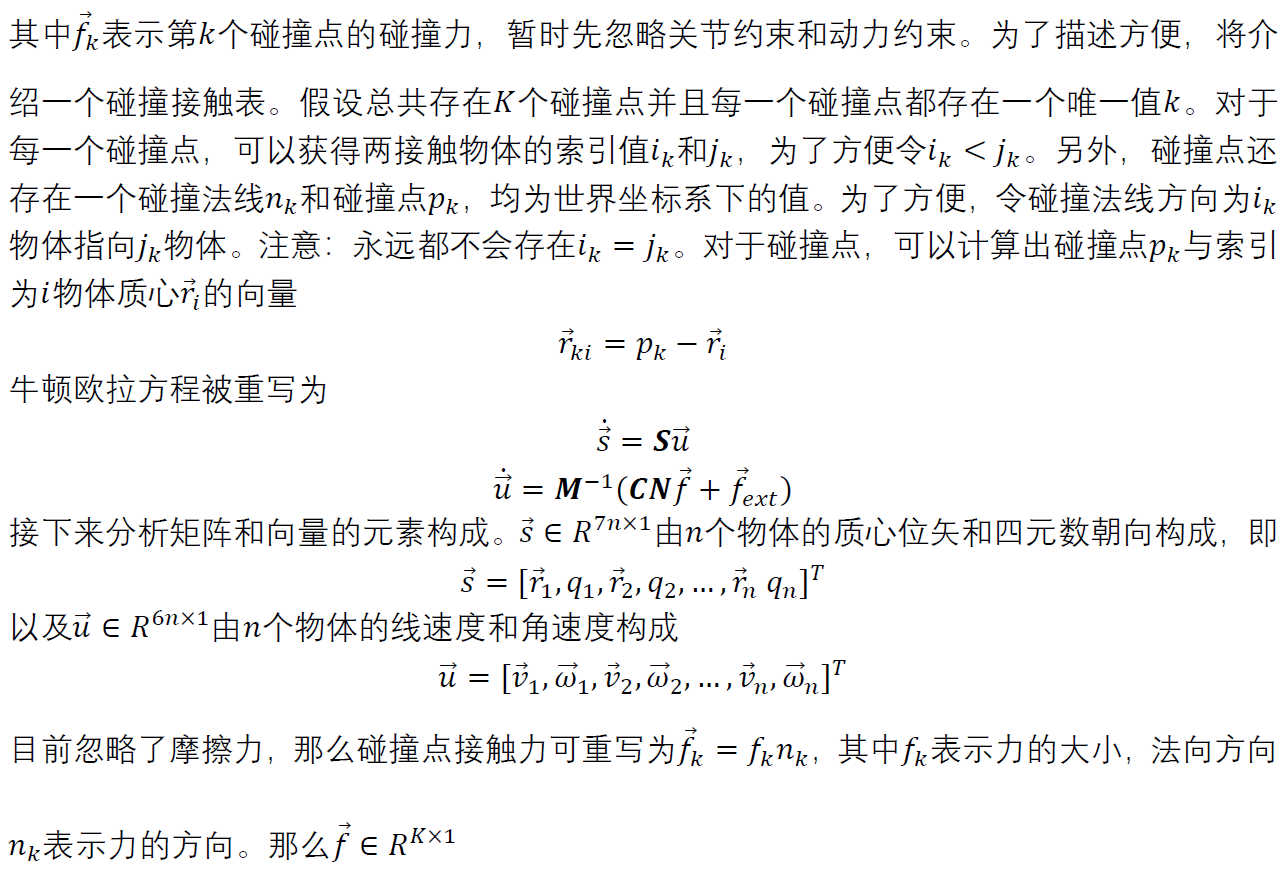 其中$\vec{f_k}$表示第$k$个碰撞点的碰撞力，暂时先忽略关节约束和动力约束。为了描述方便，将介
绍一个碰撞接触表。假设总共存在$K$个碰撞点并且每一个碰撞点都存在一个唯一值$k$。对于
每一个碰撞点，可以获得两接触物体的索引值$i_k$和$j_k$，为了方便令$i_k < j_k$。另外，碰撞点还
存在一个碰撞法线$n_k$和碰撞点$p_k$，均为世界坐标系下的值。为了方便，令碰撞法线方向为$i_k$
物体指向$j_k$物体。注意：永远都不会存在$i_k = j_k$。对于碰撞点，可以计算出碰撞点$p_k$与索引
为$i$物体质心$\vec{r}_i$的向量
$\vec{r}_{ki} = p_k - \vec{r}_i$
牛顿欧拉方程被重写为
$\dot{\vec{s}} = \boldsymbol{S}\vec{u}$
$\dot{\vec{u}} = \boldsymbol{M}^{-1}(\boldsymbol{CN}\vec{f} + \vec{f}_{ext})$
接下来分析矩阵和向量的元素构成。$\vec{s} \in R^{7n \times 1}$由$n$个物体的质心位矢和四元数朝向构成，即
$\vec{s} = [\vec{r}_1, q_1, \vec{r}_2, q_2, \ldots, \vec{r}_n \ q_n]^T$
以及$\vec{u} \in R^{6n \times 1}$由$n$个物体的线速度和角速度构成
$\vec{u} = [\vec{v}_1, \vec{\omega}_1, \vec{v}_2, \vec{\omega}_2, \ldots, \vec{v}_n, \vec{\omega}_n]^T$
目前忽略了摩擦力，那么碰撞点接触力可重写为$\vec{f_k} = f_k n_k$，其中$f_k$表示力的大小，法向方向
$n_k$表示力的方向。那么$\vec{f} \in R^{K \times 1}$